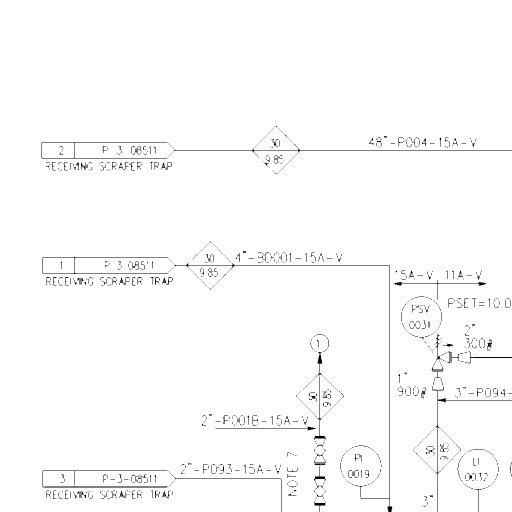 30
48"-P004-15A-V
2 P-3-08511
9.85
RECEIVING SCRAPER TRAP
30
4"-BD001-15A-V
1 P-3-08511
9.85
RECEIVING SCRAPER TRAP
15A-V 11A-V
PSET=10.0
PSV
0031
2"
300#
1
1"
900#
3"-P094-
30
9.85
2"-P001B-15A-V
30
9.85
NOTE 7
PI
0019
LI
0032
2"-P093-15A-V
3 P-3-08511
RECEIVING SCRAPER TRAP
3"